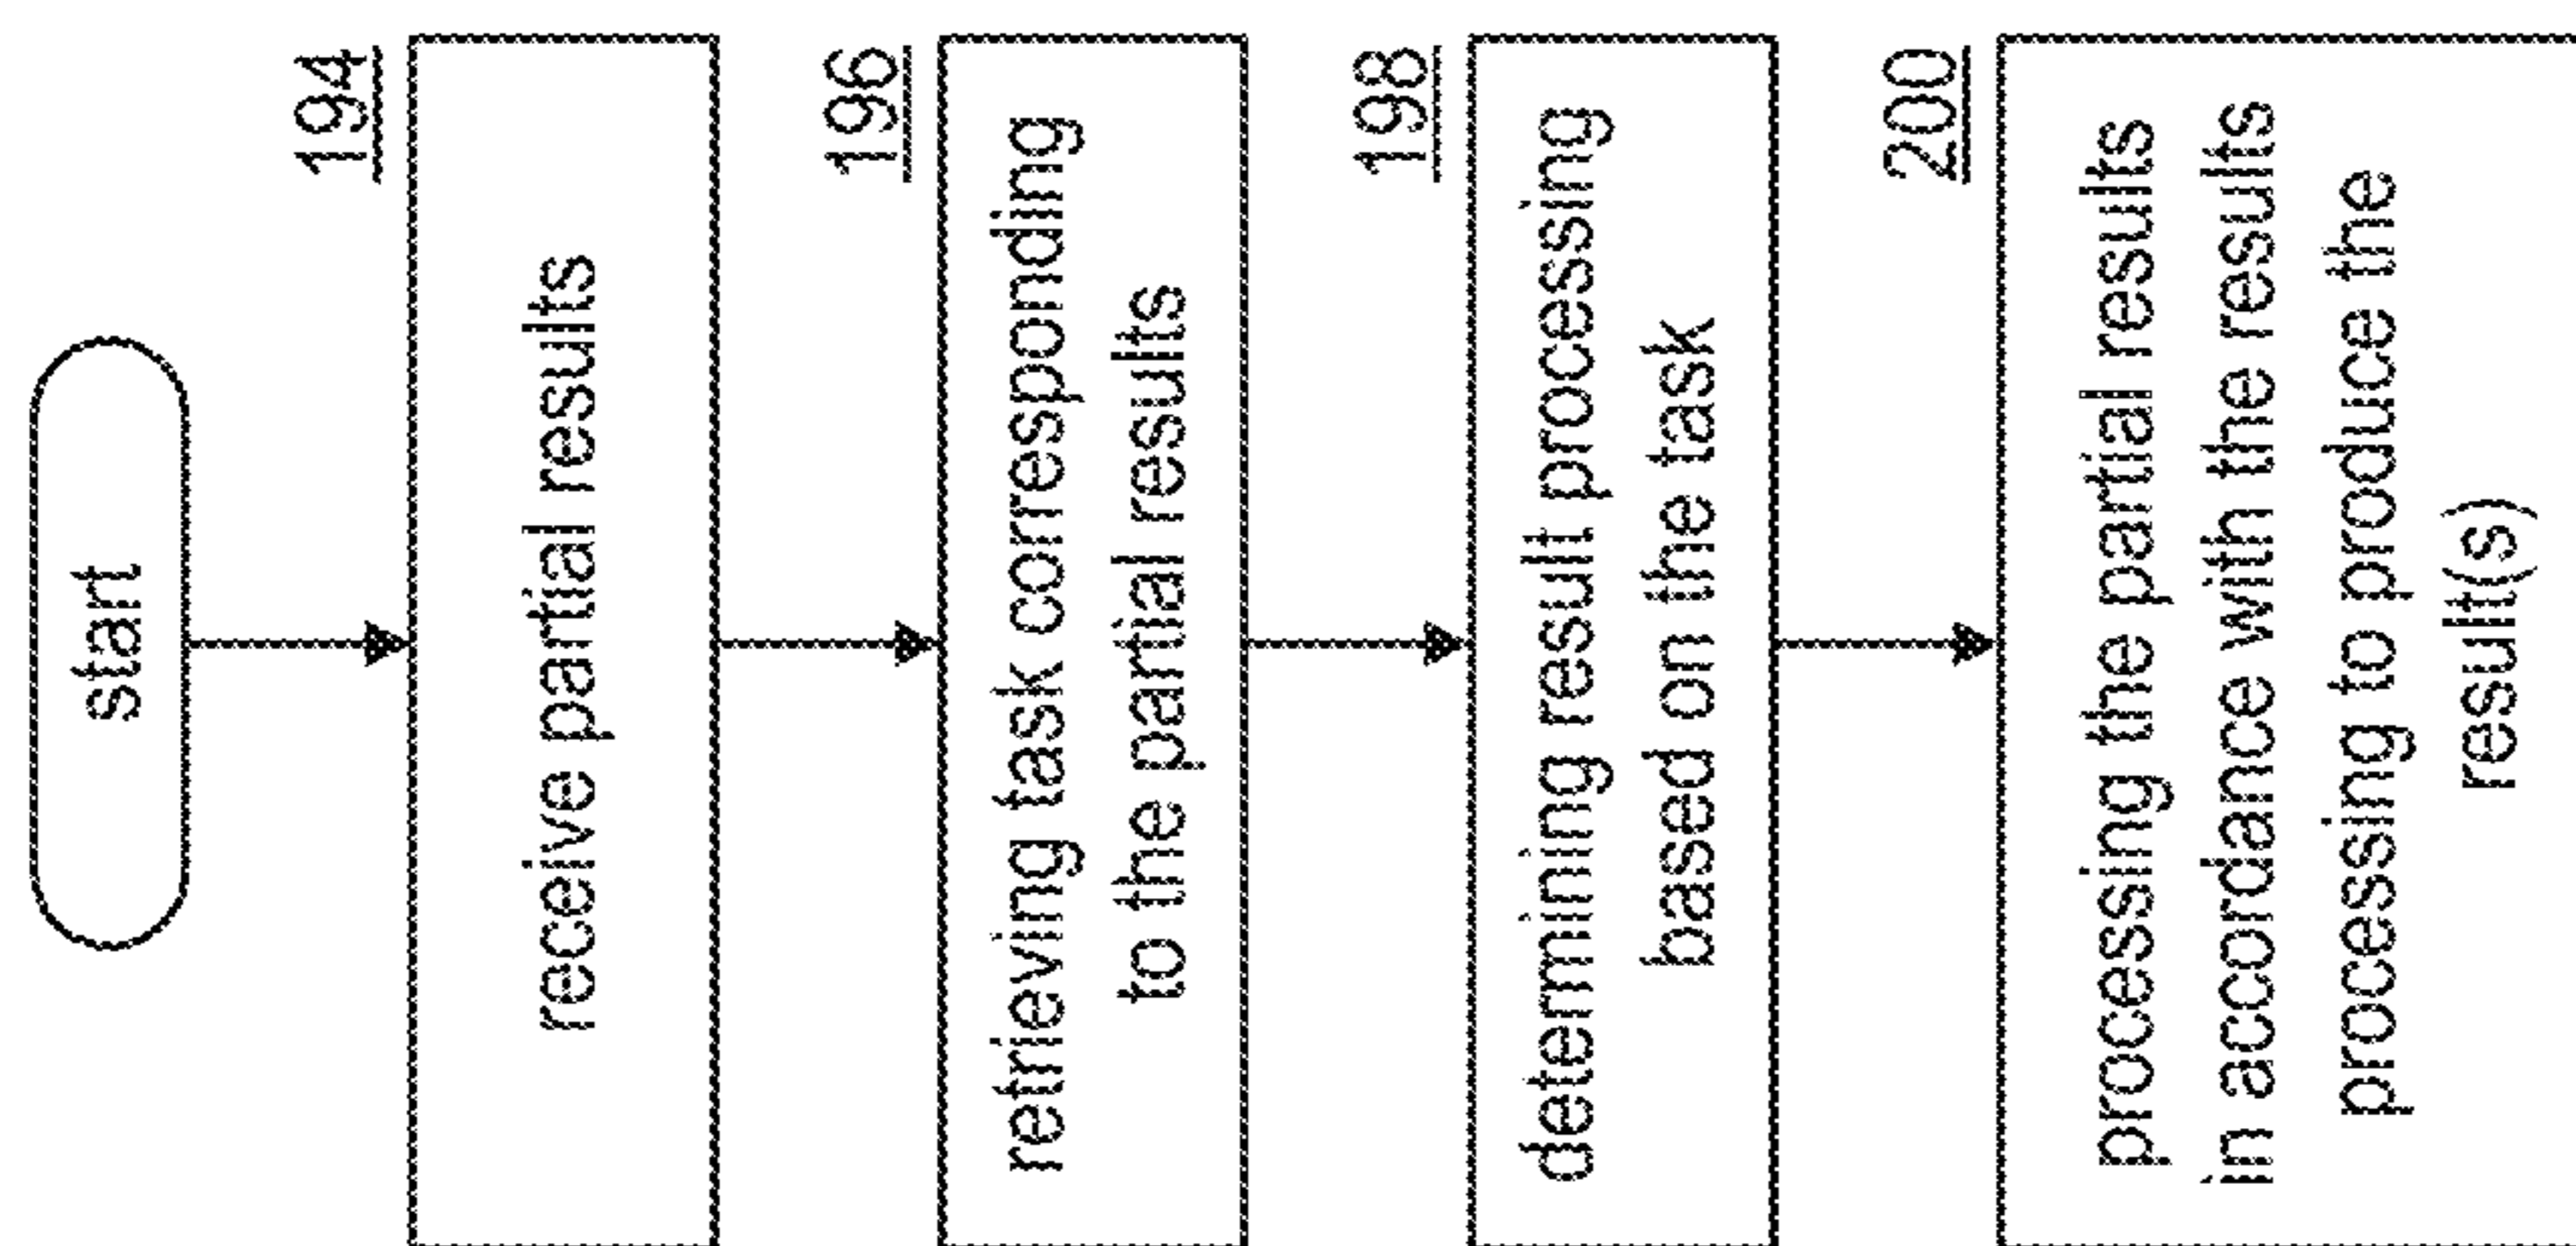 start
194
receive partial results
196
retrieving task corresponding
to the partial results
198
determining result processing
based on the task
200
processing the partial results
in accordance with the results
processing to produce the
result(s)